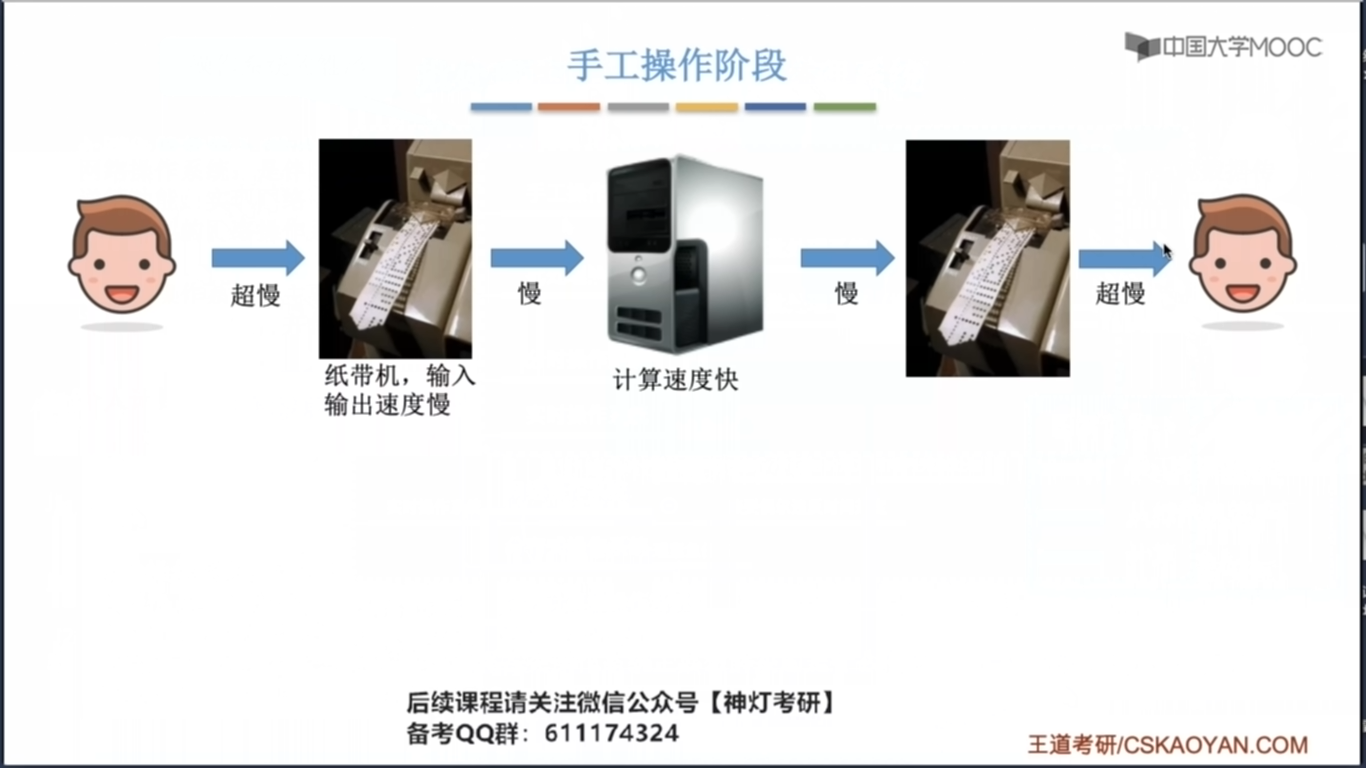 中国大学MOOC
手工操作阶段
超慢
慢
慢
超慢
纸带机，输入
输出速度慢
计算速度快
后续课程请关注微信公众号【神灯考研】
备考QQ群：611174324
王道考研/CSKAOYAN.COM